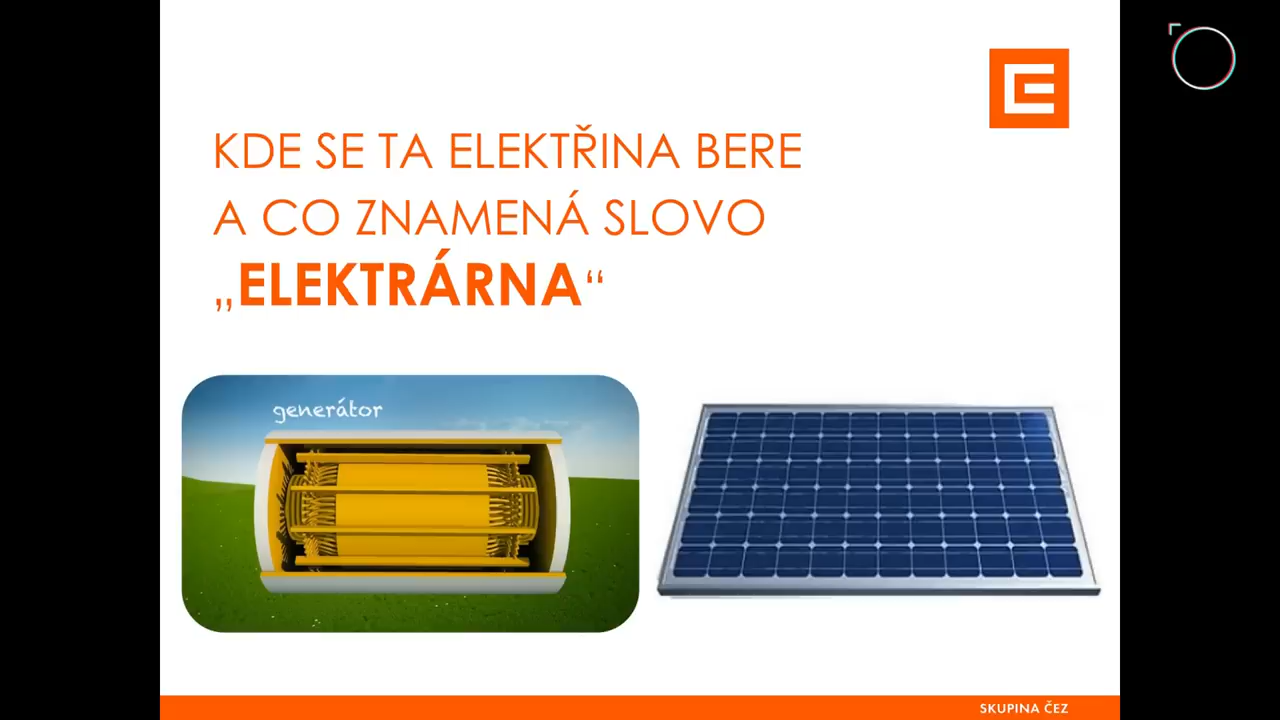 KDE SE TA ELEKTŘINA BERE
A CO ZNAMENÁ SLOVO
„ELEKTRÁRNA“
generátor
SKUPINA ČEZ